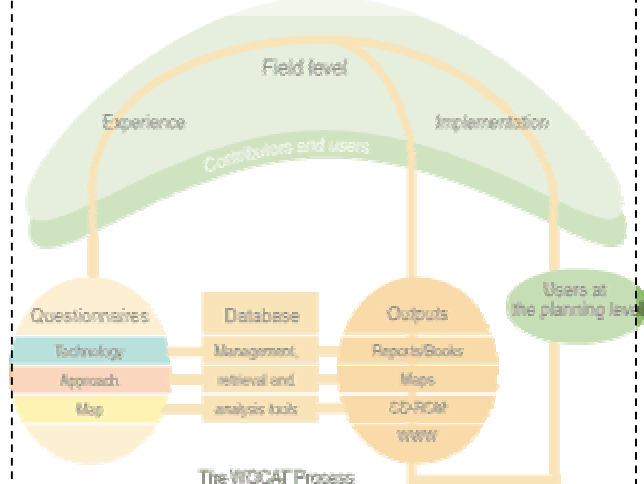 Field level
Experience
Implementation
Contributors and users
Users at
the planning level
Questionnaires
Technology
Approach
Map
Database
Management,
retrieval and
analysis tools
Outputs
Reports/Books
Maps
CD-ROM
WWW
The WOCAT Process